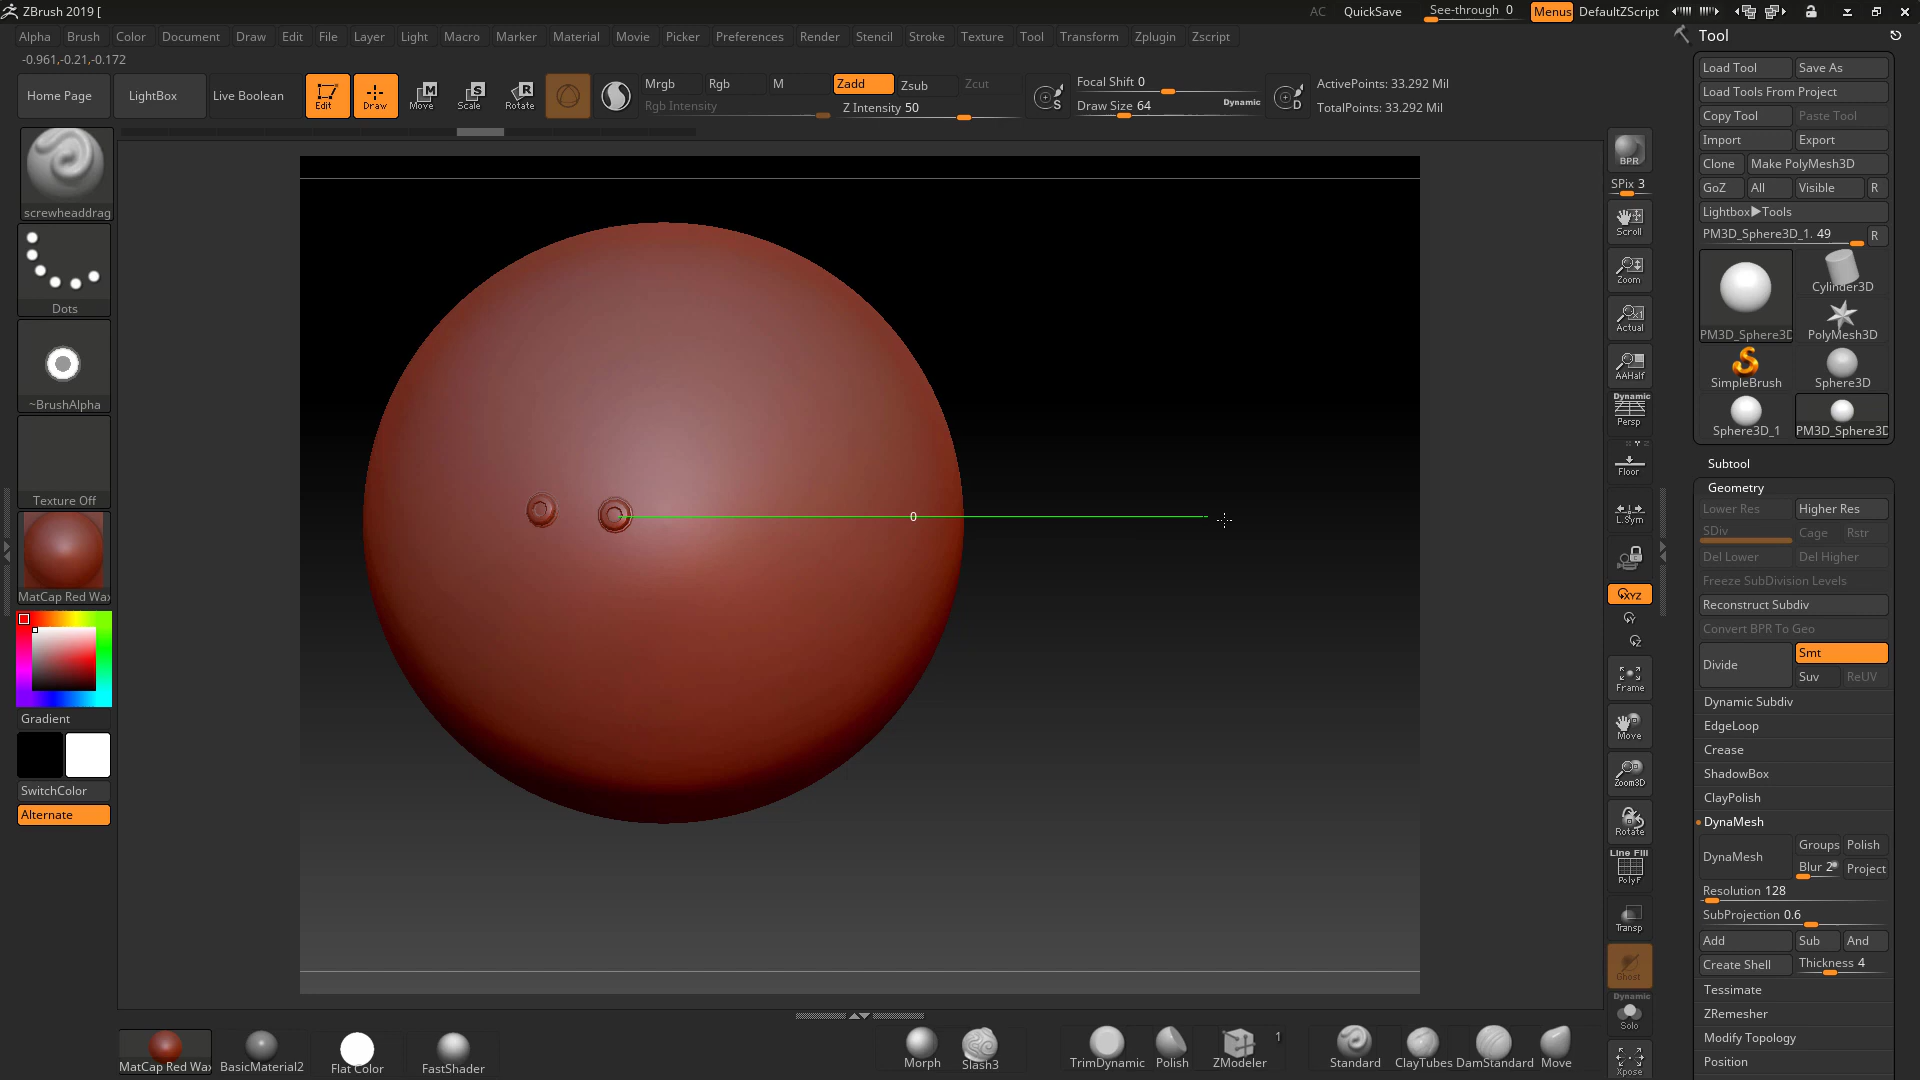 ZBrush 2019 [
AC
QuickSave
See-through 0
Menus
DefaultZScript
Alpha
Brush
Color
Document
Draw
Edit
File
Layer
Light
Macro
Marker
Material
Movie
Picker
Preferences
Render
Stencil
Stroke
Texture
Tool
Transform
Zplugin
Zscript
-0.961,-0.21,-0.172
Home Page
LightBox
Live Boolean
Edit
Draw
Move
Scale
Rotate
Mrgb
Rgb
M
Rgb Intensity
Zadd
Zsub
Zcut
Z Intensity 50
Focal Shift 0
Draw Size 64
Dynamic
ActivePoints: 33.292 Mil
TotalPoints: 33.292 Mil
screwheaddrag
Dots
~BrushAlpha
Texture Off
MatCap Red Wax
Gradient
SwitchColor
Alternate
0
BPR
SPix 3
Scroll
Zoom
Actual
AAHalf
Dynamic
Persp
Floor
L.Sym
XYZ
Frame
Move
Zoom3D
Rotate
Line Fill
PolyF
Transp
Ghost
Dynamic
Solo
Xpose
Tool
Load Tool
Save As
Load Tools From Project
Copy Tool
Paste Tool
Import
Export
Clone
Make PolyMesh3D
GoZ
All
Visible
R
Lightbox▶Tools
PM3D_Sphere3D_1. 49
R
PM3D_Sphere3D
Cylinder3D
PolyMesh3D
SimpleBrush
Sphere3D
Sphere3D_1
PM3D_Sphere3D
Subtool
Geometry
Lower Res
Higher Res
SDiv
Cage
Rstr
Del Lower
Del Higher
Freeze SubDivision Levels
Reconstruct Subdiv
Convert BPR To Geo
Divide
Smt
Suv
ReUV
Dynamic Subdiv
EdgeLoop
Crease
ShadowBox
ClayPolish
DynaMesh
DynaMesh
Groups
Polish
Blur 2
Project
Resolution 128
SubProjection 0.6
Add
Sub
And
Create Shell
Thickness 4
Tessimate
ZRemesher
Modify Topology
Position
MatCap Red Wax
BasicMaterial2
Flat Color
FastShader
Morph
Slash3
TrimDynamic
Polish
ZModeler
1
Standard
ClayTubes
DamStandard
Move